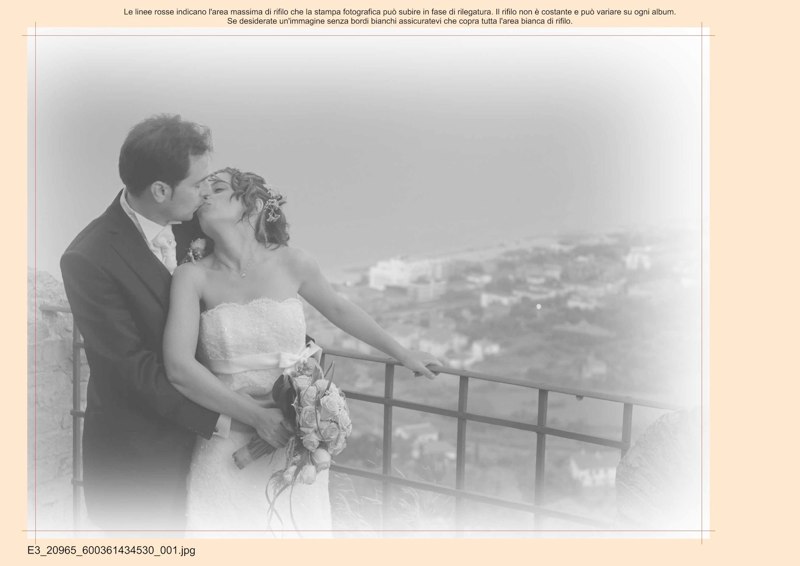 Le linee rosse indicano l'area massima di rifilo che la stampa fotografica può subire in fase di rilegatura. Il rifilo non è costante e può variare su ogni album.
Se desiderate un'immagine senza bordi bianchi assicuratevi che copra tutta l'area bianca di rifilo.
E3_20965_600361434530_001.jpg